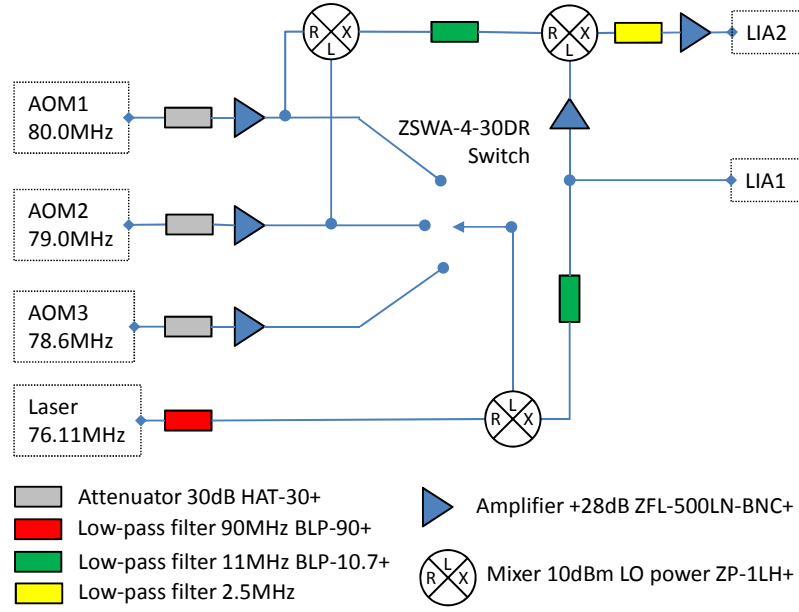 R X
L
R X
L
LIA2
AOM1
80.0MHz
ZSWA-4-30DR
Switch
LIA1
AOM2
79.0MHz
AOM3
78.6MHz
Laser
76.11MHz
L
R X
Attenuator 30dB HAT-30+
Low-pass filter 90MHz BLP-90+
Low-pass filter 11MHz BLP-10.7+
Low-pass filter 2.5MHz
Amplifier +28dB ZFL-500LN-BNC+
L
R X
Mixer 10dBm LO power ZP-1LH+